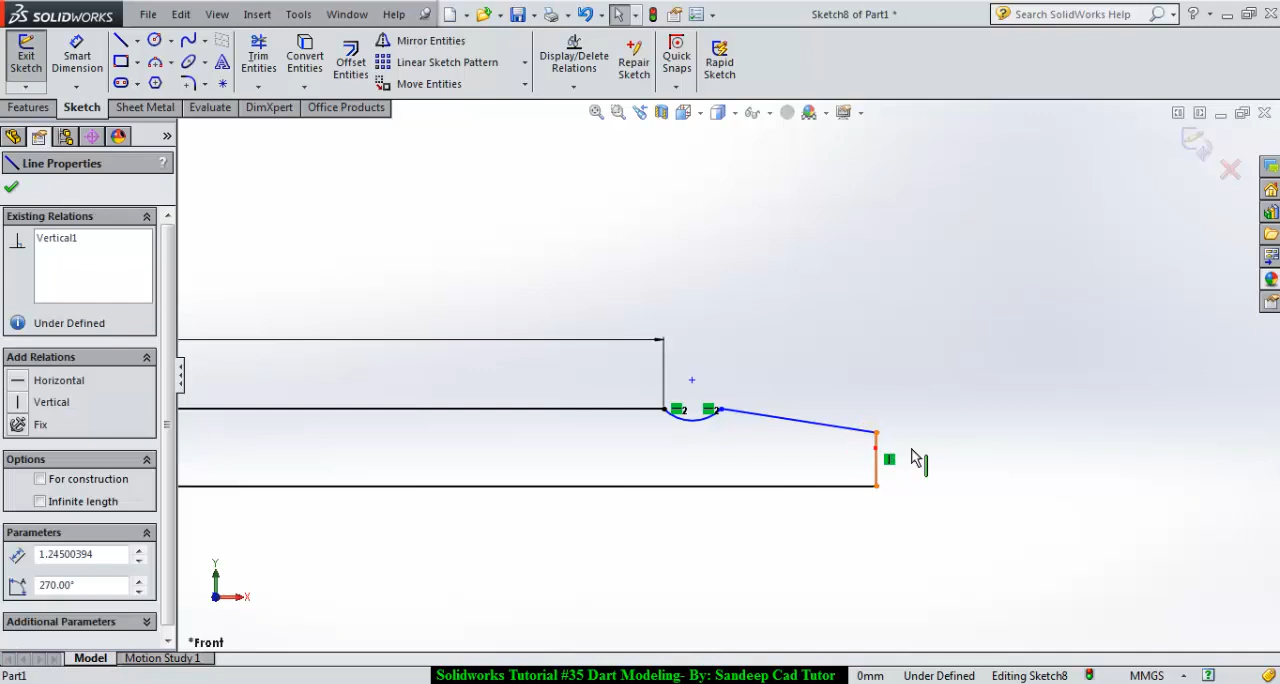 SOLIDWORKS File Edit View Insert Tools Window Help Sketch8 of Part1 * Search SolidWorks Help
Exit Sketch
Smart Dimension
Trim Entities
Convert Entities
Offset Entities
Mirror Entities
Linear Sketch Pattern
Move Entities
Display/Delete Relations
Repair Sketch
Quick Snaps
Rapid Sketch
Features Sketch Sheet Metal Evaluate DimXpert Office Products
Line Properties ?
Existing Relations
Vertical1
Under Defined
Add Relations
Horizontal
Vertical
Fix
Options
For construction
Infinite length
Parameters
1.24500394
270.00°
Additional Parameters
2 2
Y
X
*Front
Model Motion Study 1
Part1 Solidworks Tutorial #35 Dart Modeling- By: Sandeep Cad Tutor 0mm Under Defined Editing Sketch8 MMGS ?